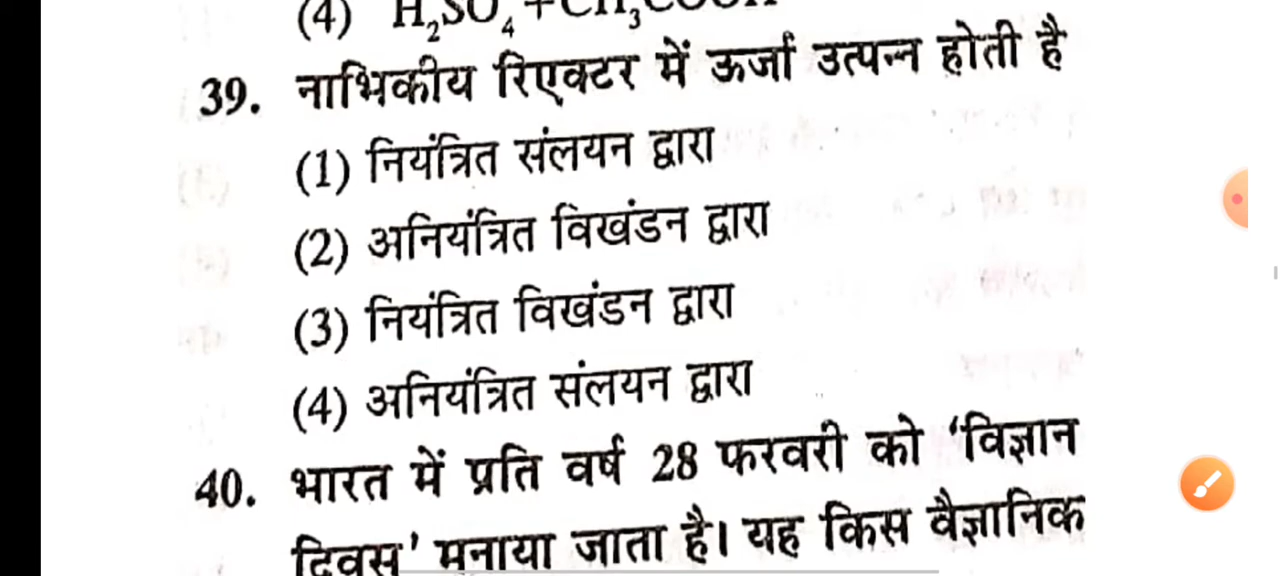 (4) H₂SO₄+CH₃COOH
39. नाभिकीय रिएक्टर में ऊर्जा उत्पन्न होती है
(1) नियंत्रित संलयन द्वारा
(2) अनियंत्रित विखंडन द्वारा
(3) नियंत्रित विखंडन द्वारा
(4) अनियंत्रित संलयन द्वारा
40. भारत में प्रति वर्ष 28 फरवरी को ‘विज्ञान
दिवस’ मनाया जाता है। यह किस वैज्ञानिक